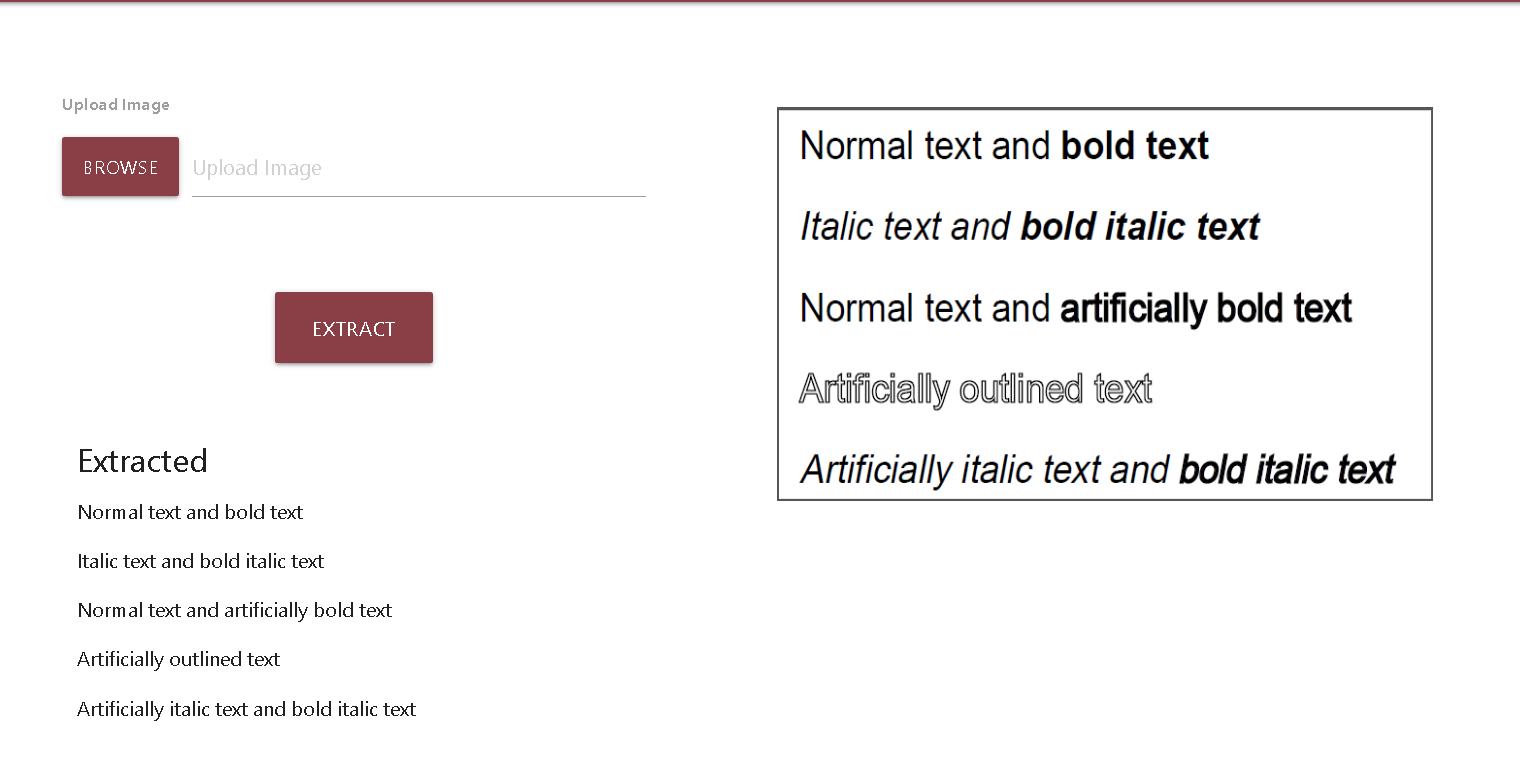 Upload Image
BROWSE Upload Image
EXTRACT
Extracted
Normal text and bold text
Italic text and bold italic text
Normal text and artificially bold text
Artificially outlined text
Artificially italic text and bold italic text
Normal text and bold text
Italic text and bold italic text
Normal text and artificially bold text
Artificially outlined text
Artificially italic text and bold italic text